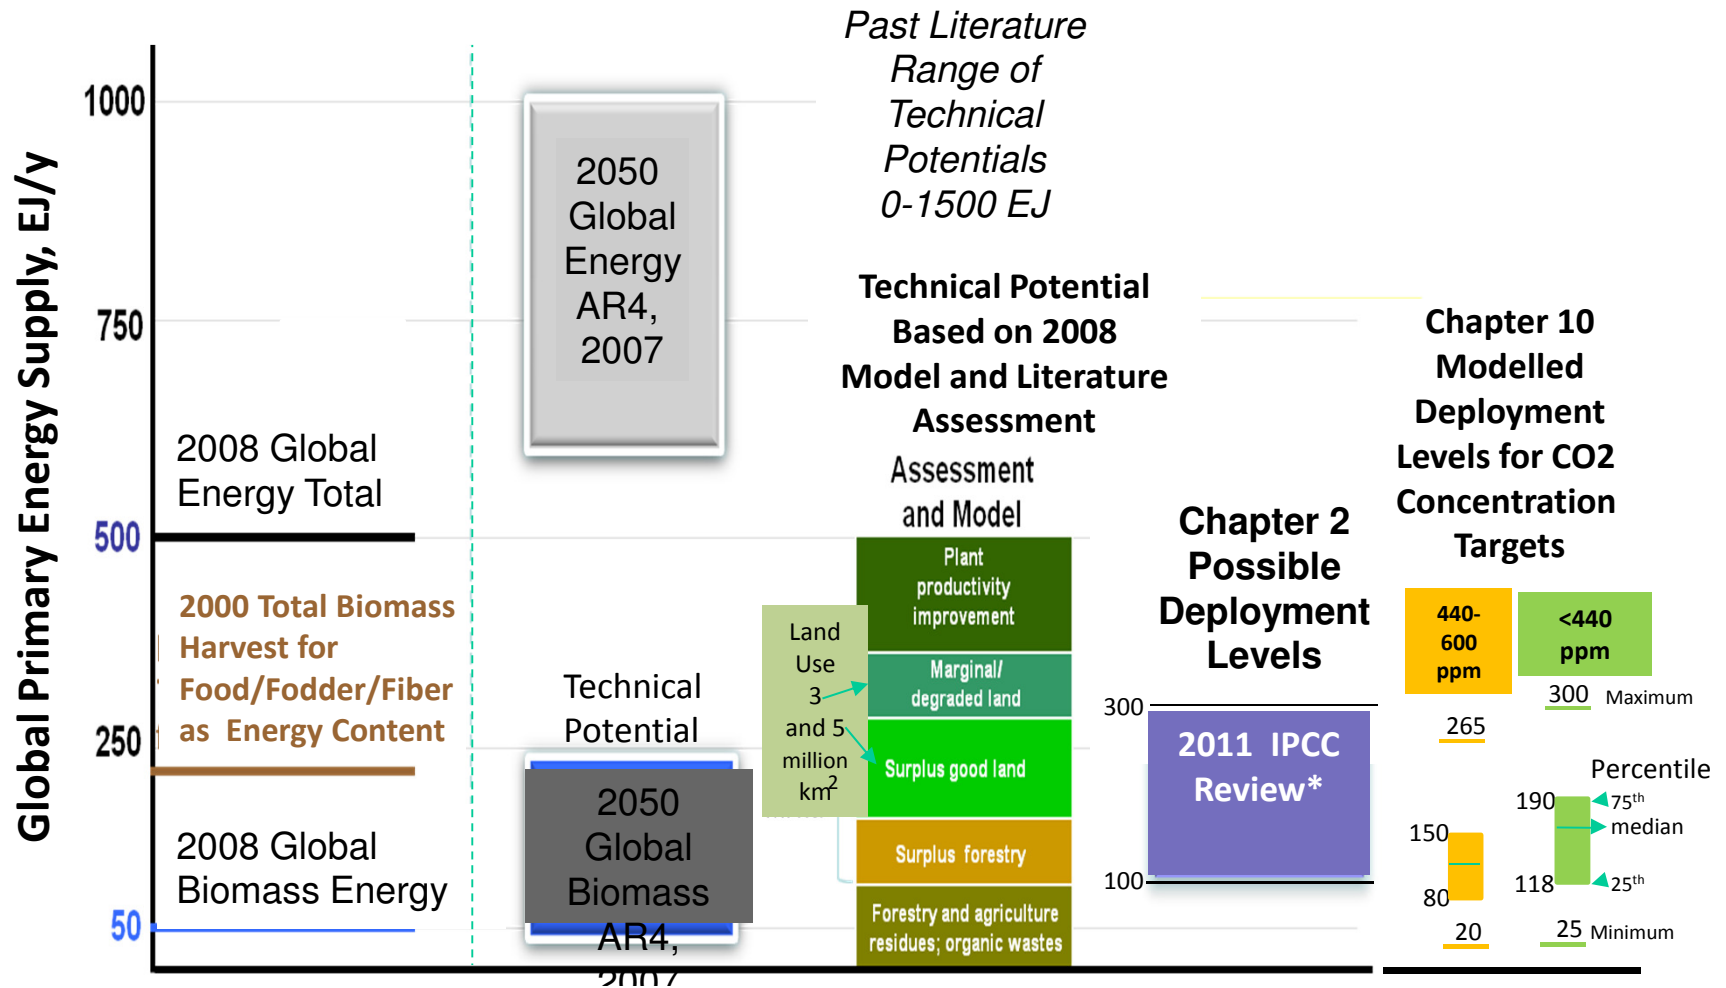 Global Primary Energy Supply, EJ/y
1000
750
500
250
50
2008 Global
Energy Total
2000 Total Biomass
Harvest for
Food/Fodder/Fiber
as Energy Content
2008 Global
Biomass Energy
2050
Global
Energy
AR4,
2007
Technical
Potential
2050
Global
Biomass
AR4,
2007
Past Literature
Range of
Technical
Potentials
0-1500 EJ
Technical Potential
Based on 2008
Model and Literature
Assessment
Assessment
and Model
Plant
productivity
improvement
Marginal/
degraded land
Surplus good land
Surplus forestry
Forestry and agriculture
residues; organic wastes
Land
Use
3
and 5
million
km2
Chapter 2
Possible
Deployment
Levels
300
2011 IPCC
Review*
100
Chapter 10
Modelled
Deployment
Levels for CO2
Concentration
Targets
440-
600
ppm
<440
ppm
300 Maximum
265
Percentile
190 75th
median
150
118 25th
80
20
25 Minimum